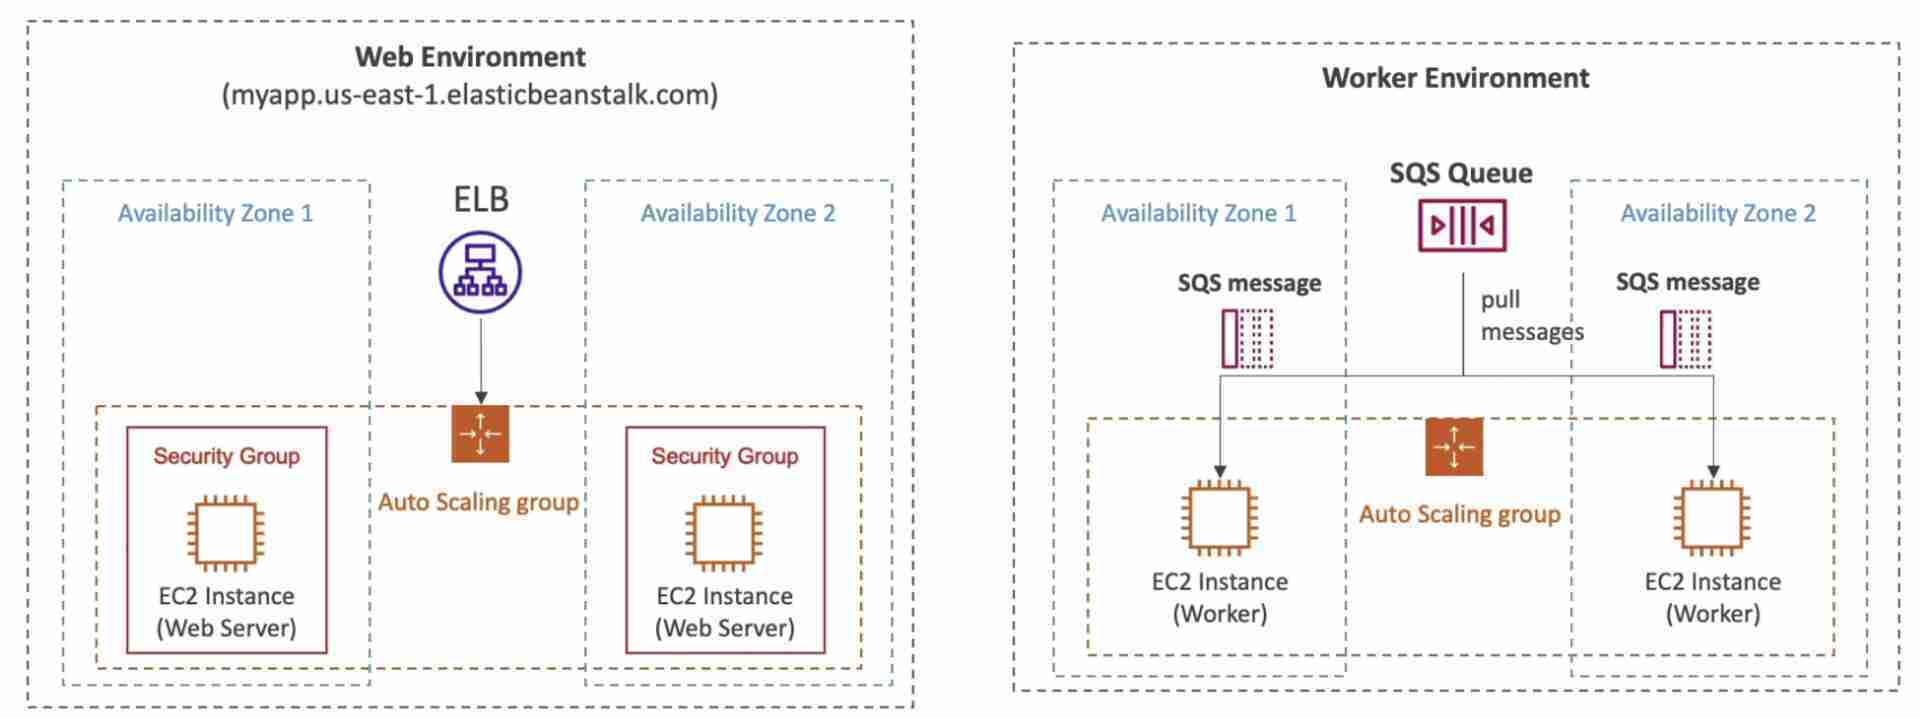 Web Environment
(myapp.us-east-1.elasticbeanstalk.com)
Availability Zone 1
ELB
Availability Zone 2
Security Group
Auto Scaling group
Security Group
EC2 Instance
(Web Server)
EC2 Instance
(Web Server)
Worker Environment
SQS Queue
Availability Zone 1
Availability Zone 2
SQS message
pull
messages
SQS message
Auto Scaling group
EC2 Instance
(Worker)
EC2 Instance
(Worker)